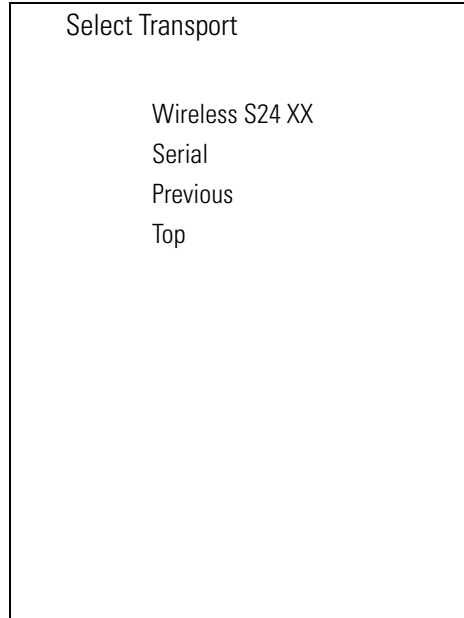 Select Transport
Wireless S24 XX
Serial
Previous
Top